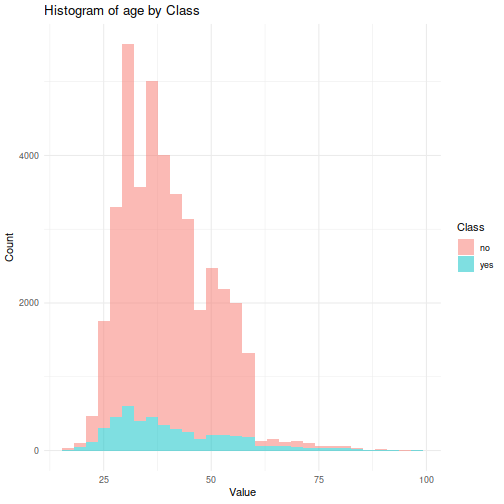 Histogram of age by Class
Count
4000
2000
0
25
50
75
100
Value
Class
no
yes